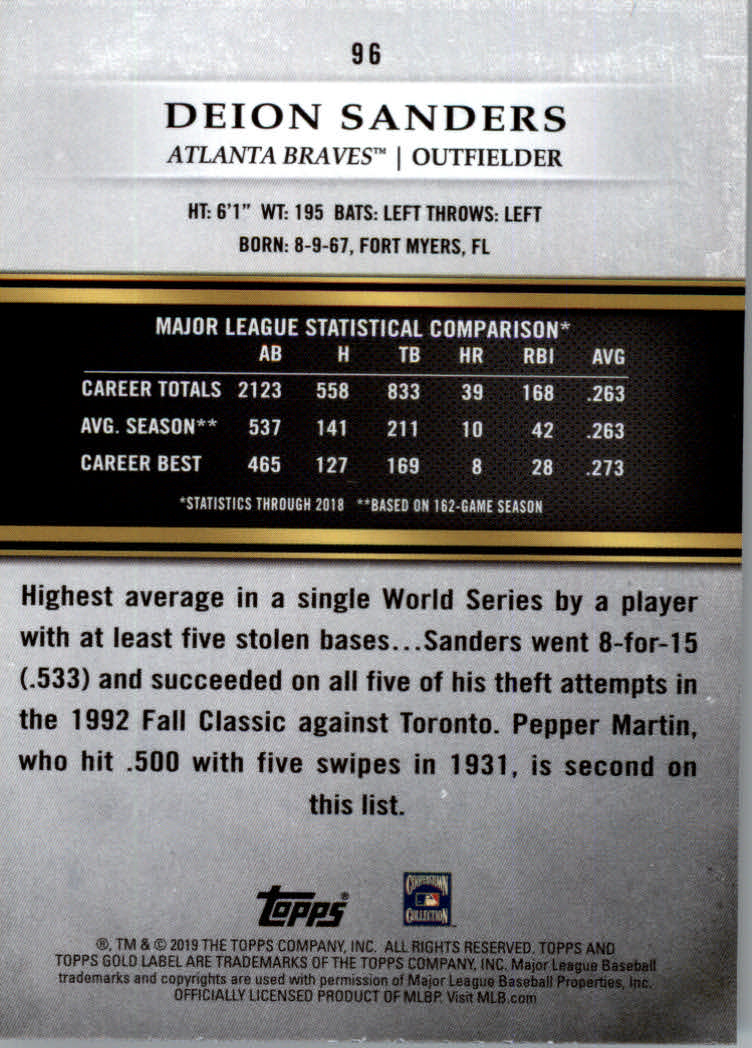 96
DEION SANDERS
ATLANTA BRAVES™ | OUTFIELDER
HT: 6'1" WT: 195 BATS: LEFT THROWS: LEFT
BORN: 8-9-67, FORT MYERS, FL
MAJOR LEAGUE STATISTICAL COMPARISON*
AB H TB HR RBI AVG
CAREER TOTALS 2123 558 833 39 168 .263
AVG. SEASON** 537 141 211 10 42 .263
CAREER BEST 465 127 169 8 28 .273
*STATISTICS THROUGH 2018 **BASED ON 162-GAME SEASON
Highest average in a single World Series by a player
with at least five stolen bases...Sanders went 8-for-15
(.533) and succeeded on all five of his theft attempts in
the 1992 Fall Classic against Toronto. Pepper Martin,
who hit .500 with five swipes in 1931, is second on
this list.
topps®
COOPERSTOWN
COLLECTION™
®, TM & © 2019 THE TOPPS COMPANY, INC. ALL RIGHTS RESERVED. TOPPS AND
TOPPS GOLD LABEL ARE TRADEMARKS OF THE TOPPS COMPANY, INC. Major League Baseball
trademarks and copyrights are used with permission of Major League Baseball Properties, Inc.
OFFICIALLY LICENSED PRODUCT OF MLBP. Visit MLB.com